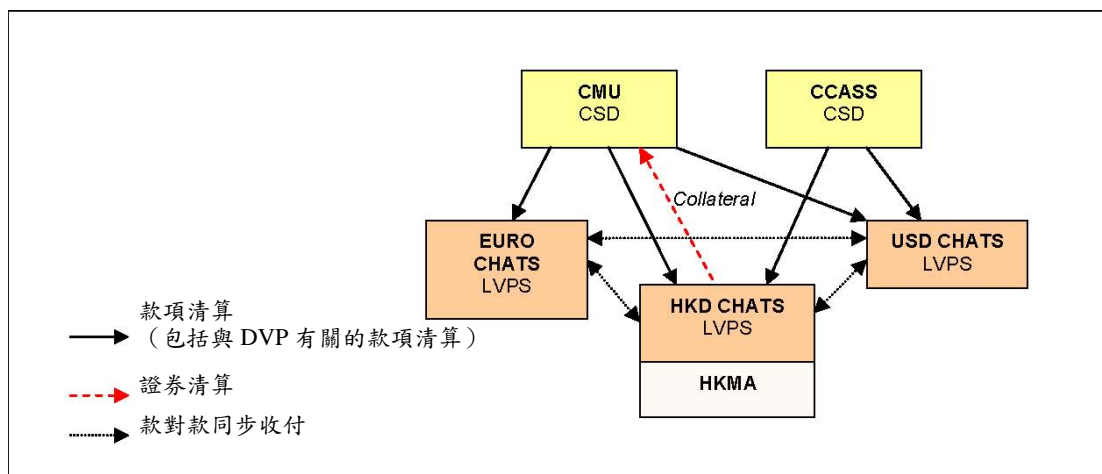 CMU
CSD
CCASS
CSD
Collateral
EURO
CHATS
LVPS
USD CHATS
LVPS
HKD CHATS
LVPS
HKMA
款項清算
（包括與 DVP 有關的款項清算）
證券清算
款對款同步收付